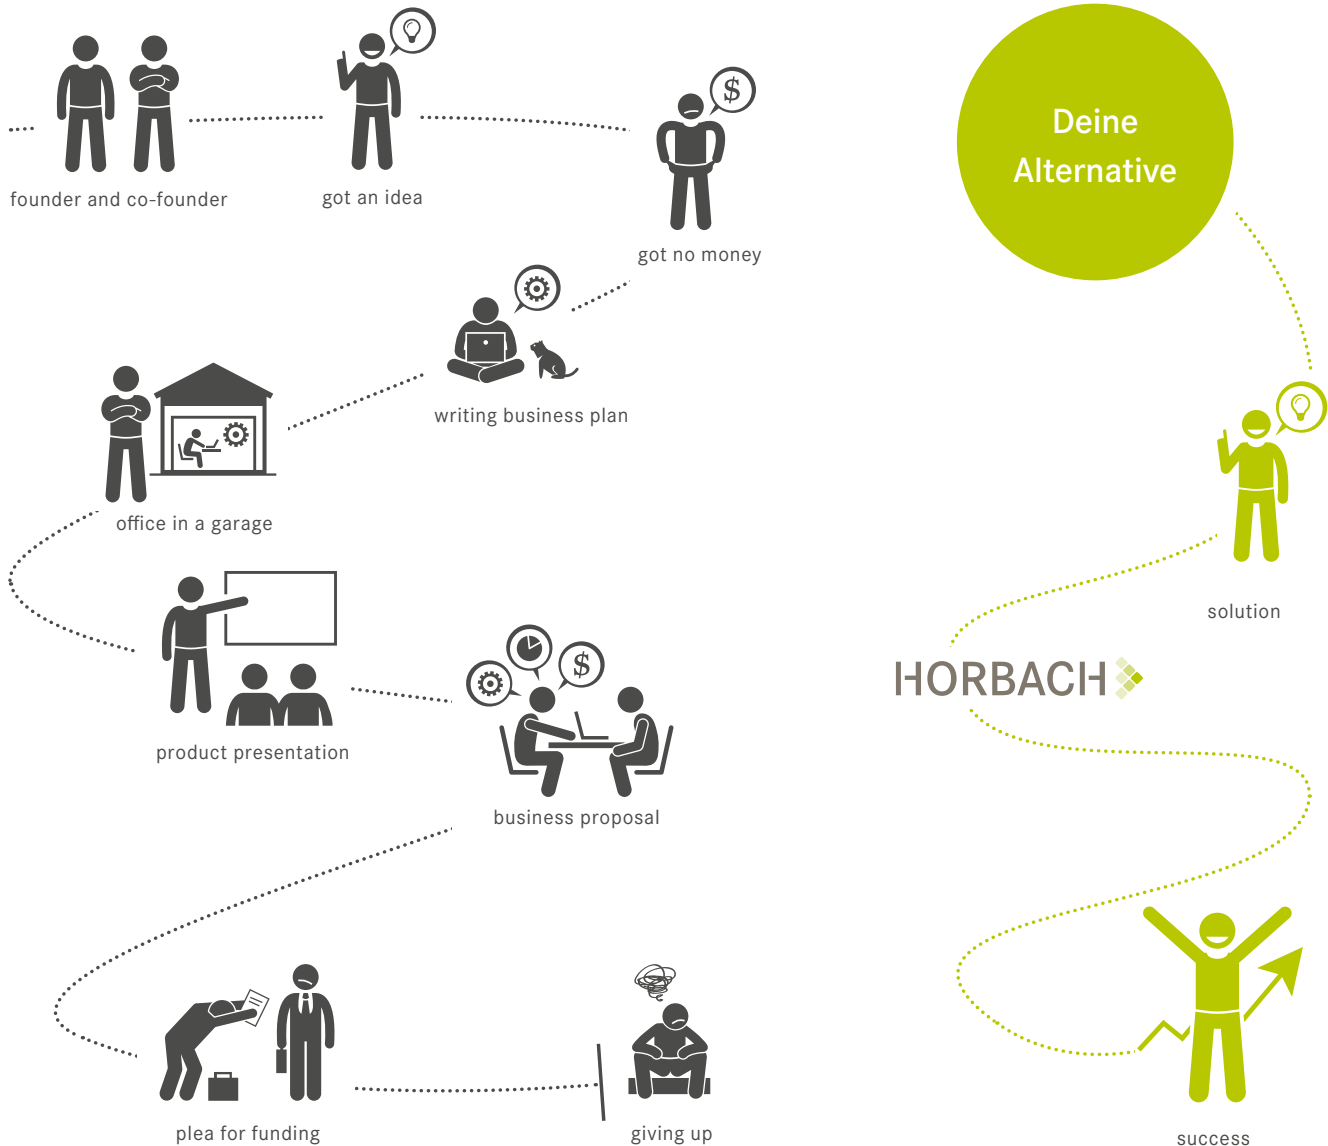 founder and co-founder
got an idea
$
got no money
writing business plan
office in a garage
product presentation
$
business proposal
plea for funding
giving up
Deine
Alternative
solution
HORBACH
success